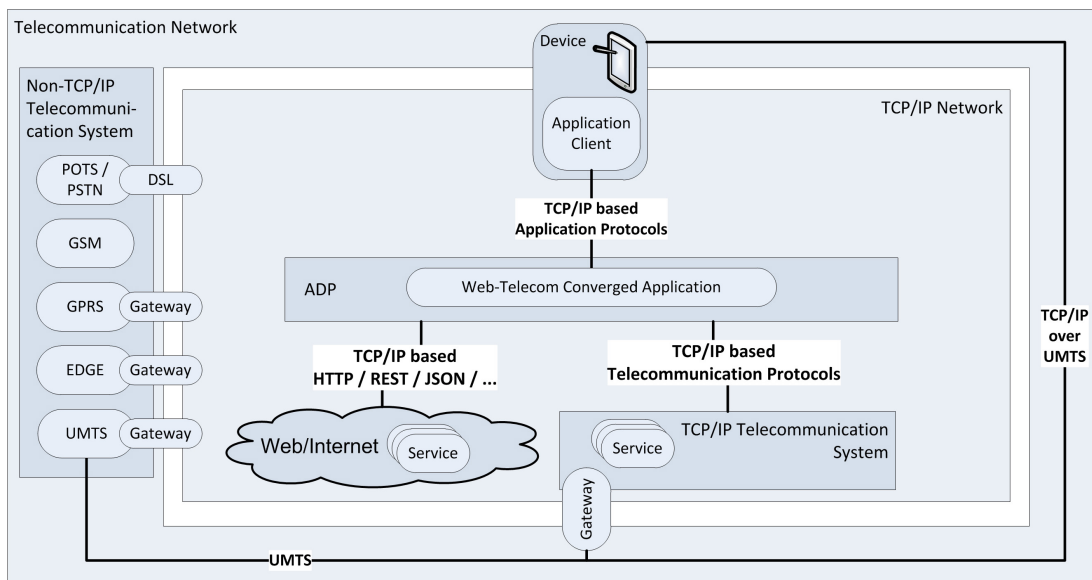 Telecommunication Network
Device
Non-TCP/IP
Telecommuni-
cation System
TCP/IP Network
Application
Client
POTS /
PSTN
DSL
TCP/IP based
Application Protocols
GSM
ADP
Web-Telecom Converged Application
GPRS
Gateway
TCP/IP
over
UMTS
TCP/IP based
HTTP / REST / JSON / ...
TCP/IP based
Telecommunication Protocols
EDGE
Gateway
UMTS
Gateway
Web/Internet
Service
Service
TCP/IP Telecommunication
System
Gateway
UMTS